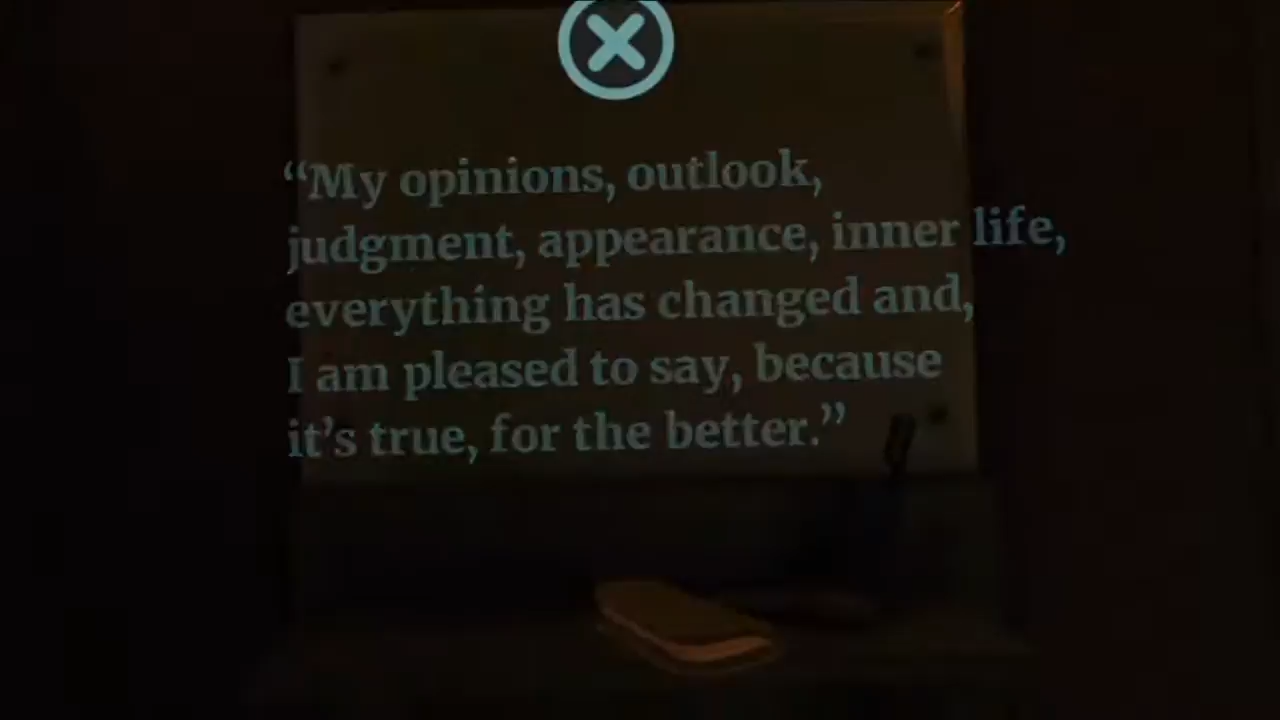 “My opinions, outlook,
judgment, appearance, inner life,
everything has changed and,
I am pleased to say, because
it’s true, for the better.”